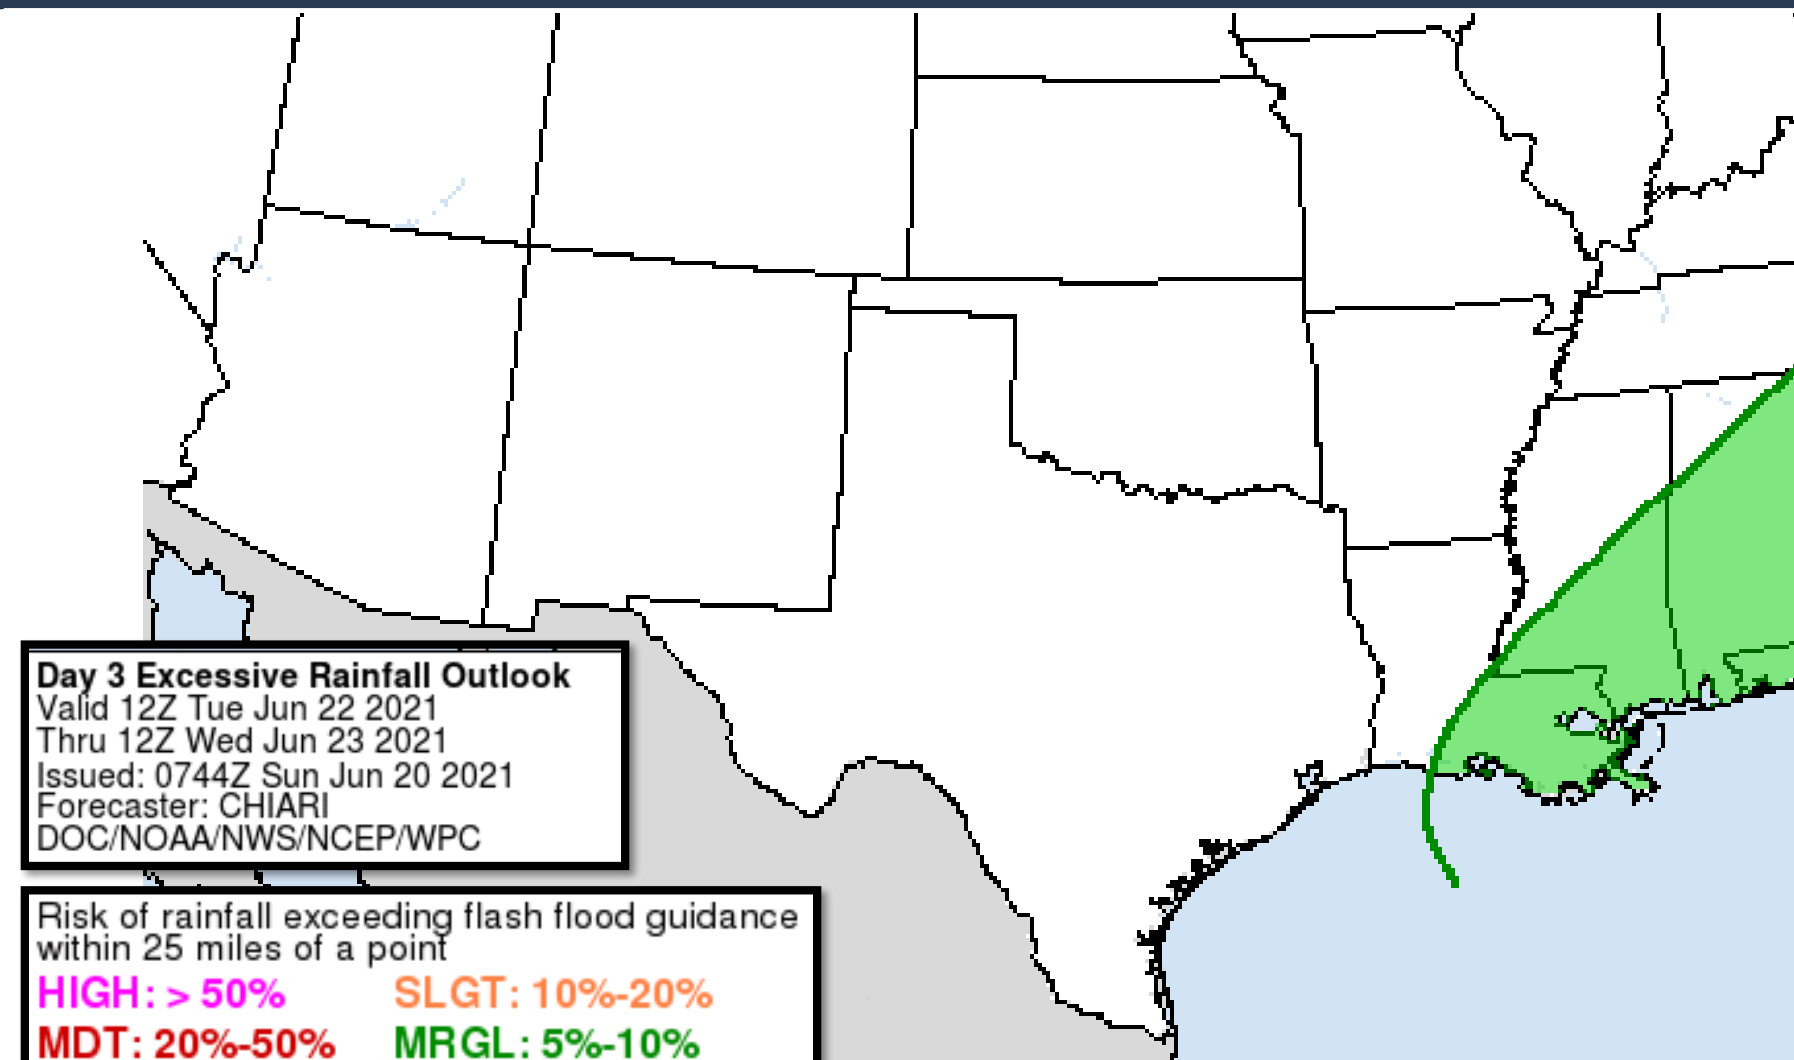 Day 3 Excessive Rainfall Outlook
Valid 12Z Tue Jun 22 2021
Thru 12Z Wed Jun 23 2021
Issued: 0744Z Sun Jun 20 2021
Forecaster: CHIARI
DOC/NOAA/NWS/NCEP/WPC
Risk of rainfall exceeding flash flood guidance
within 25 miles of a point
HIGH: > 50% SLGT: 10%-20%
MDT: 20%-50% MRGL: 5%-10%